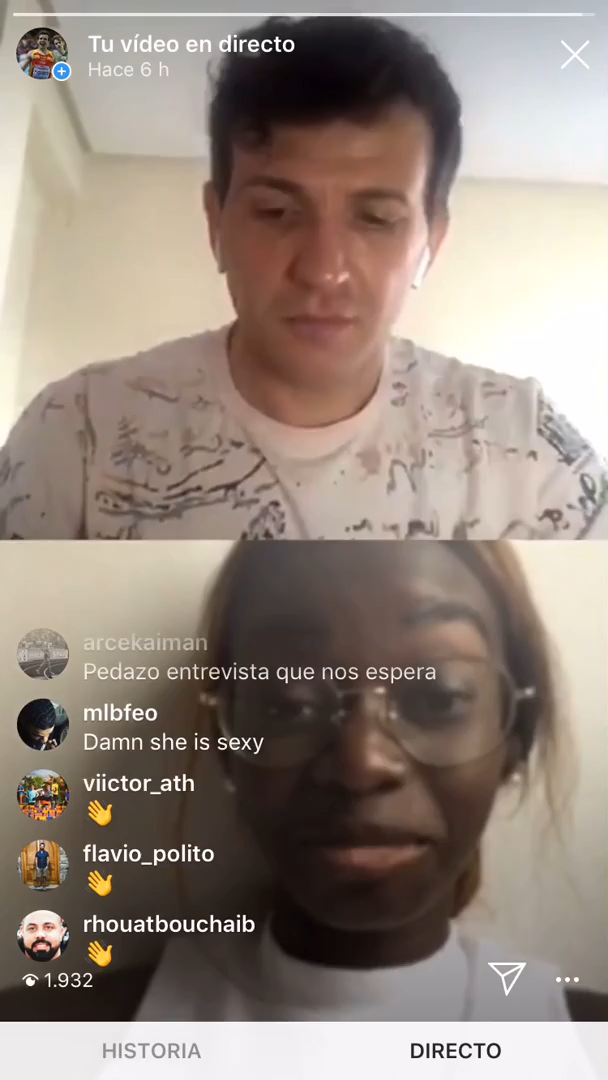 Tu vídeo en directo
Hace 6 h
arcekaiman
Pedazo entrevista que nos espera
mlbfeo
Damn she is sexy
viictor_ath
👋
flavio_polito
👋
rhouatbouchaib
👋
1.932
HISTORIA
DIRECTO